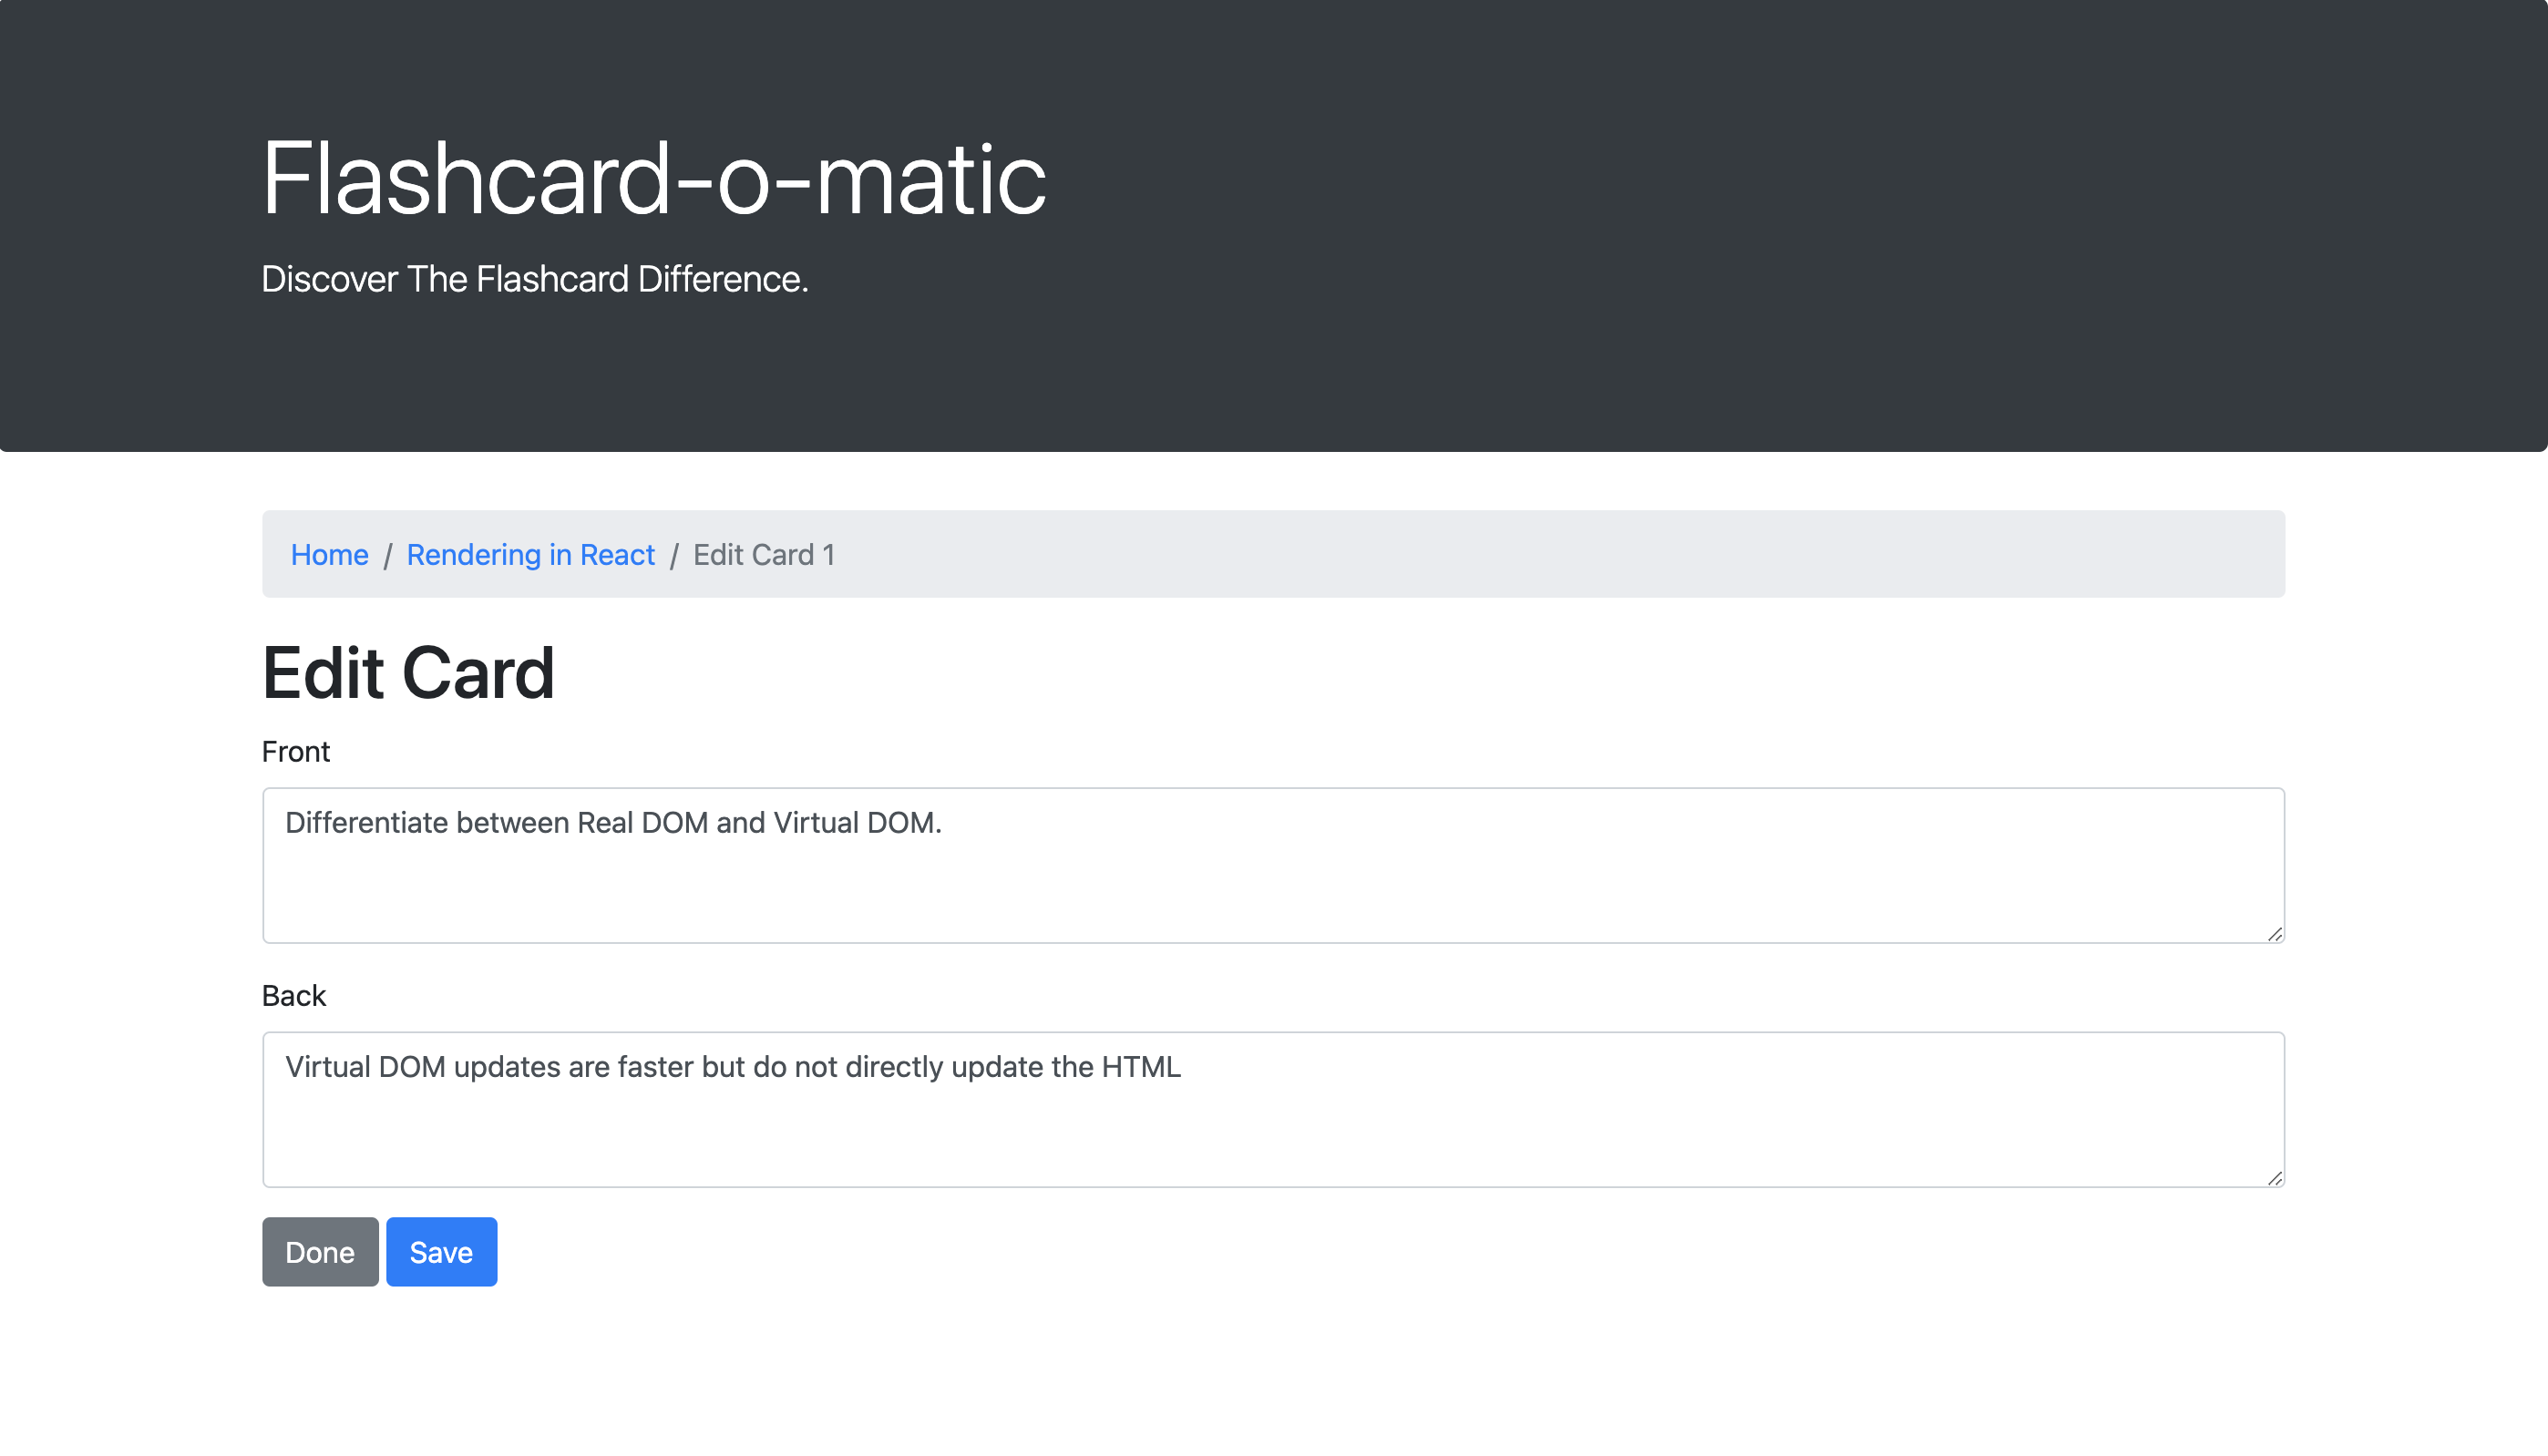 Flashcard-o-matic
Discover The Flashcard Difference.
Home / Rendering in React / Edit Card 1
Edit Card
Front
Differentiate between Real DOM and Virtual DOM.
Back
Virtual DOM updates are faster but do not directly update the HTML
Done Save